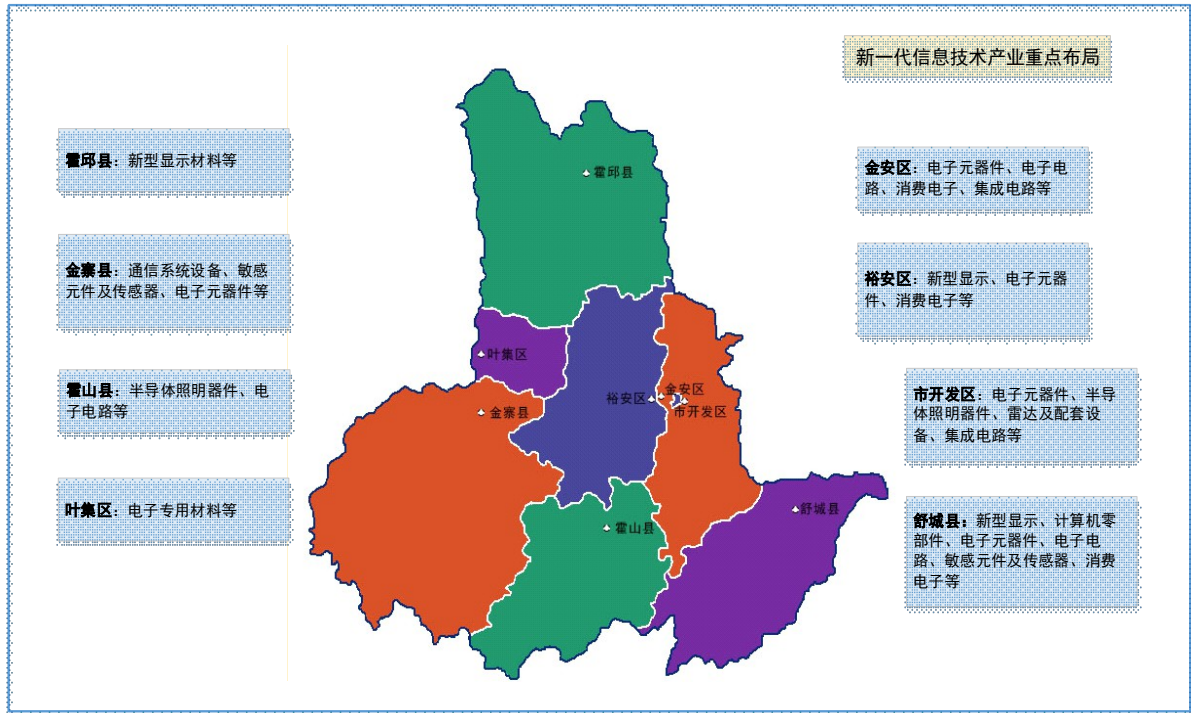 新一代信息技术产业重点布局
霍邱县：新型显示材料等
金寨县：通信系统设备、敏感
元件及传感器、电子元器件等
霍山县：半导体照明器件、电
子电路等
叶集区：电子专用材料等
霍邱县
叶集区
金寨县
裕安区
金安区
市开发区
霍山县
舒城县
金安区：电子元器件、电子电
路、消费电子、集成电路等
裕安区：新型显示、电子元器
件、消费电子等
市开发区：电子元器件、半导
体照明器件、雷达及配套设
备、集成电路等
舒城县：新型显示、计算机零
部件、电子元器件、电子电
路、敏感元件及传感器、消费
电子等